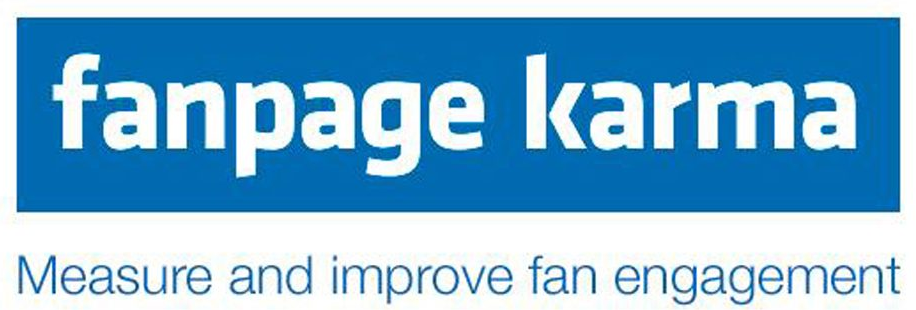 fanpage karma
Measure and improve fan engagement